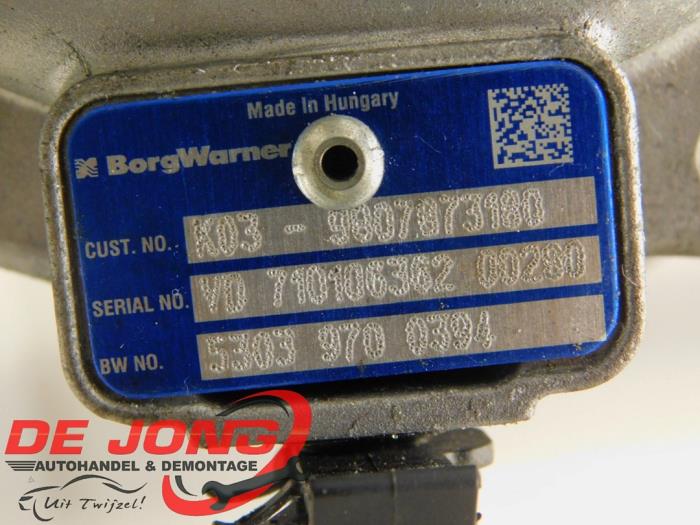 Made In Hungary
BorgWarner
CUST. NO. K03 - 9807873180
SERIAL NO. VD 710106362 00280
BW NO. 5303 970 0394
DE JONG
AUTOHANDEL & DEMONTAGE
Uit Twijzel!